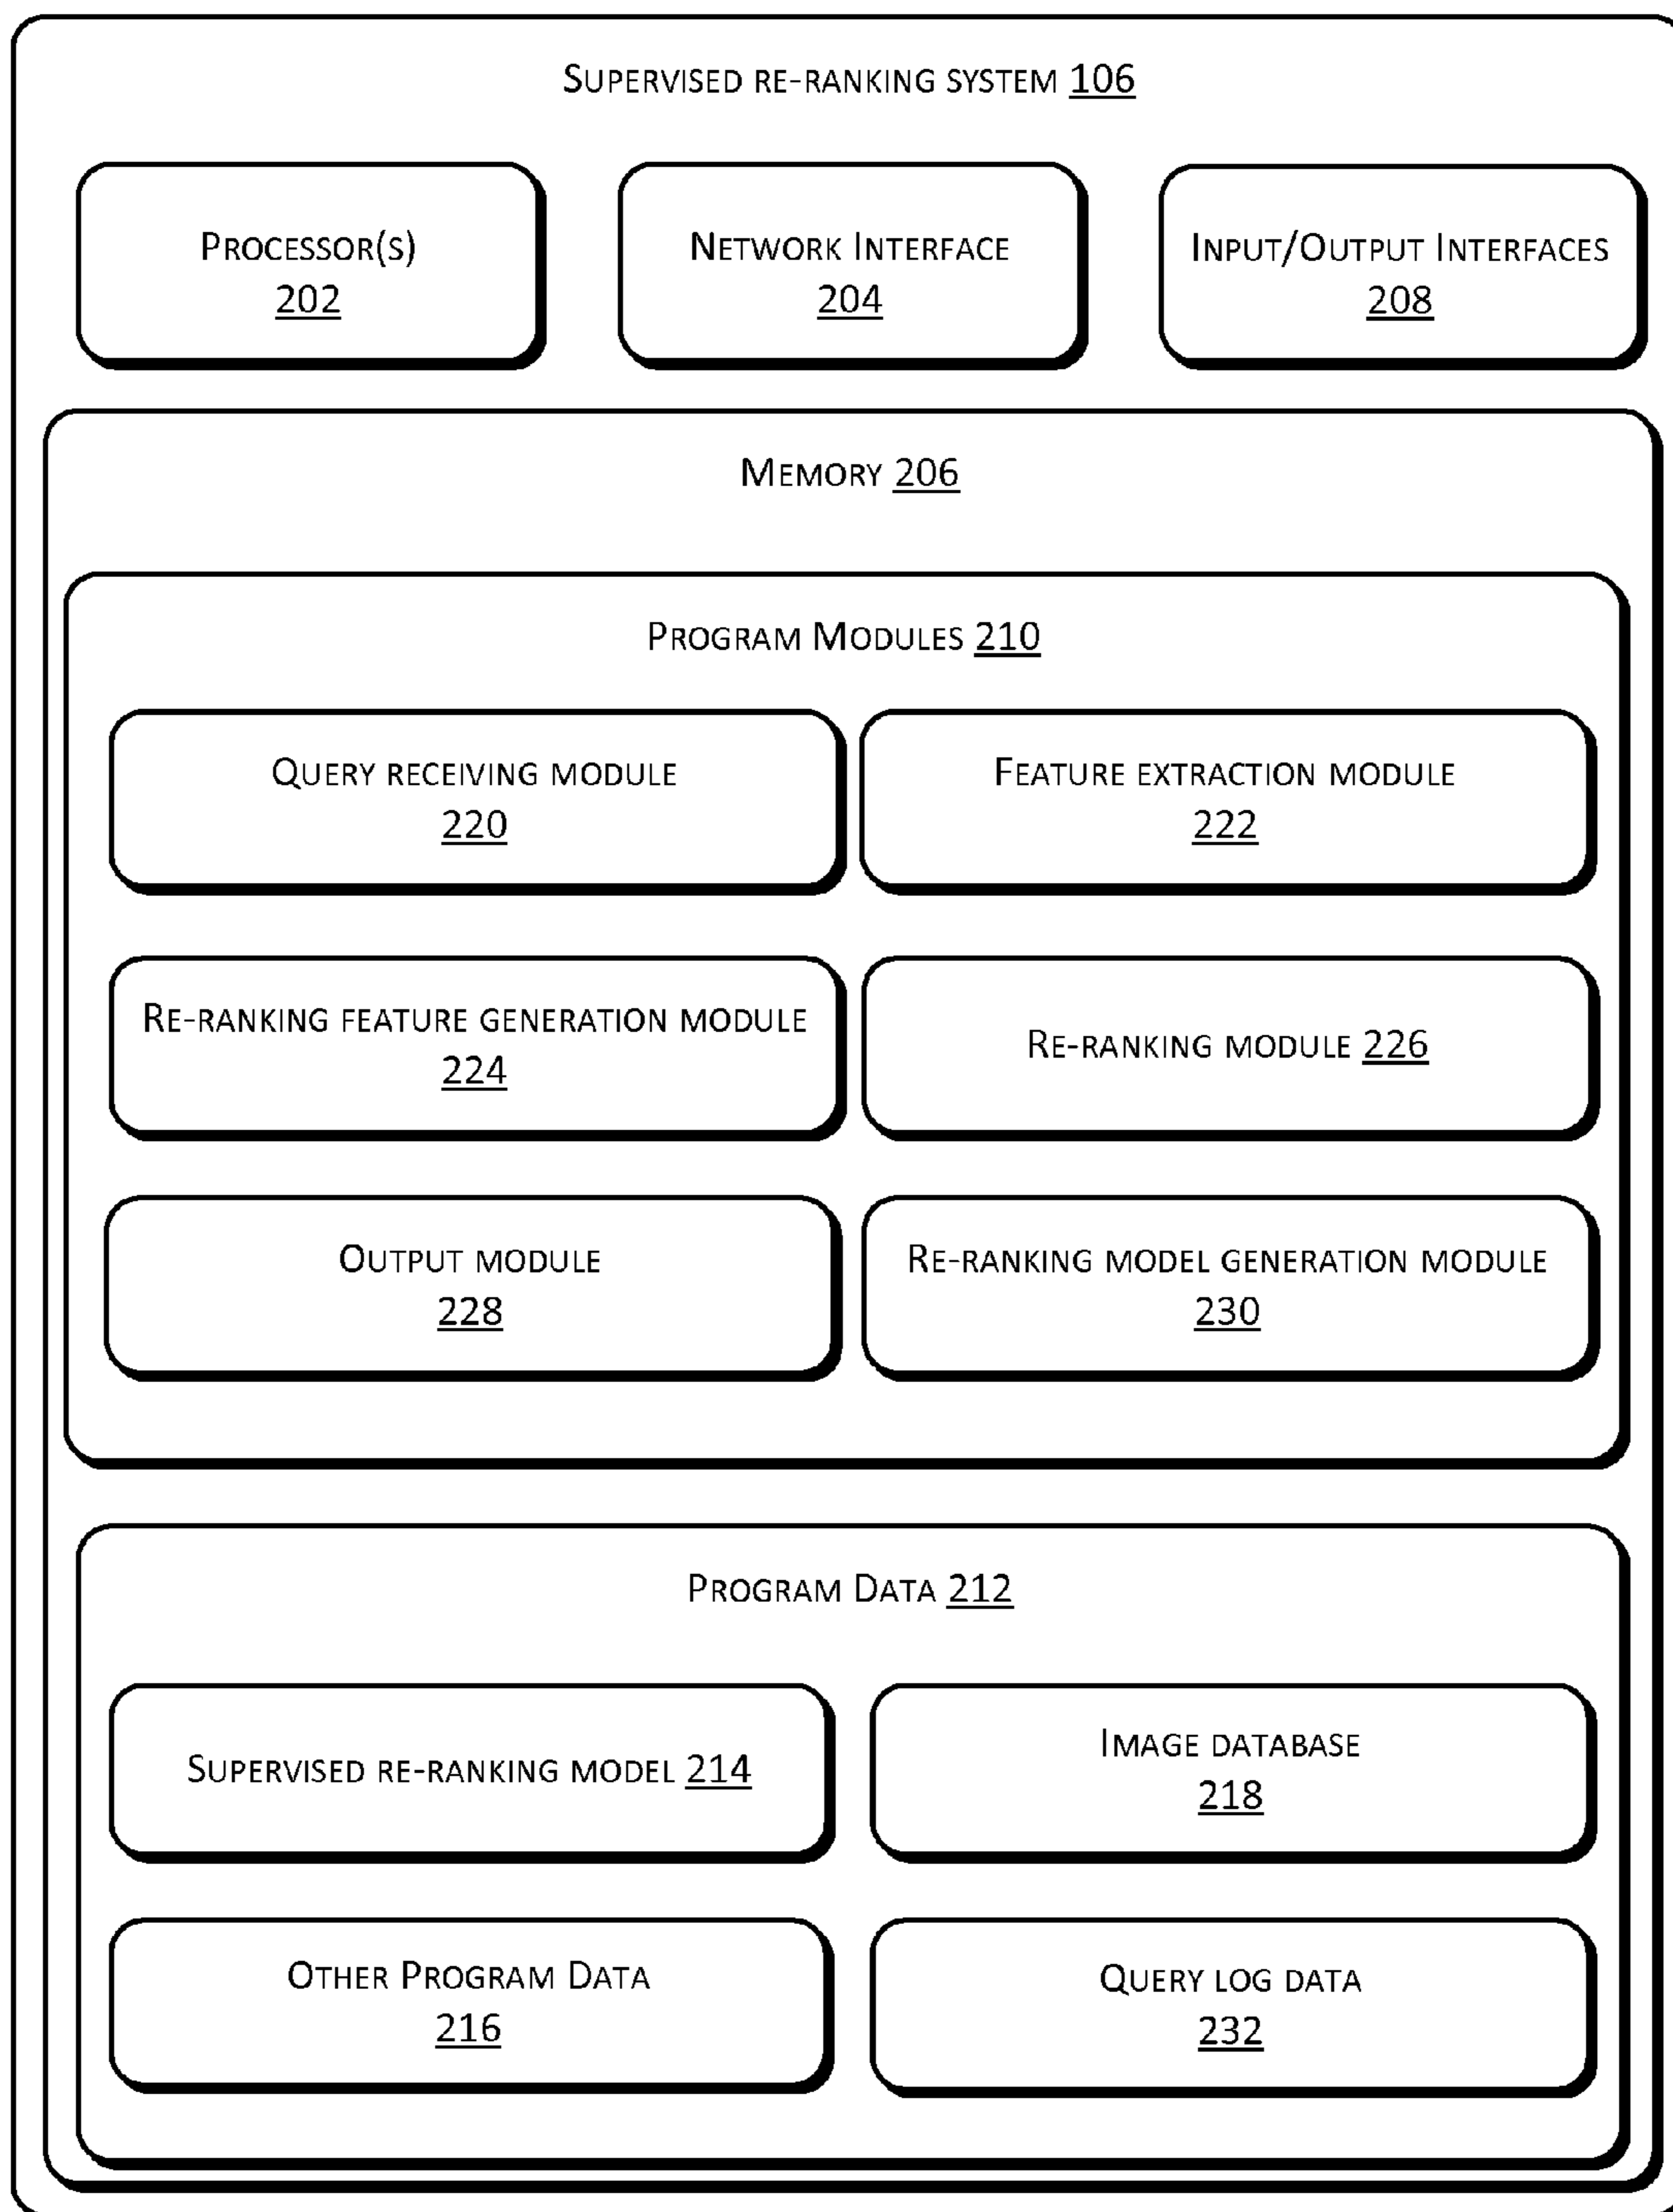 Supervised re-ranking system 106
Processor(s)
202
Network Interface
204
Input/Output Interfaces
208
Memory 206
Program Modules 210
Query receiving module
220
Feature extraction module
222
Re-ranking feature generation module
224
Re-ranking module 226
Output module
228
Re-ranking model generation module
230
Program Data 212
Supervised re-ranking model 214
Image database
218
Other Program Data
216
Query log data
232